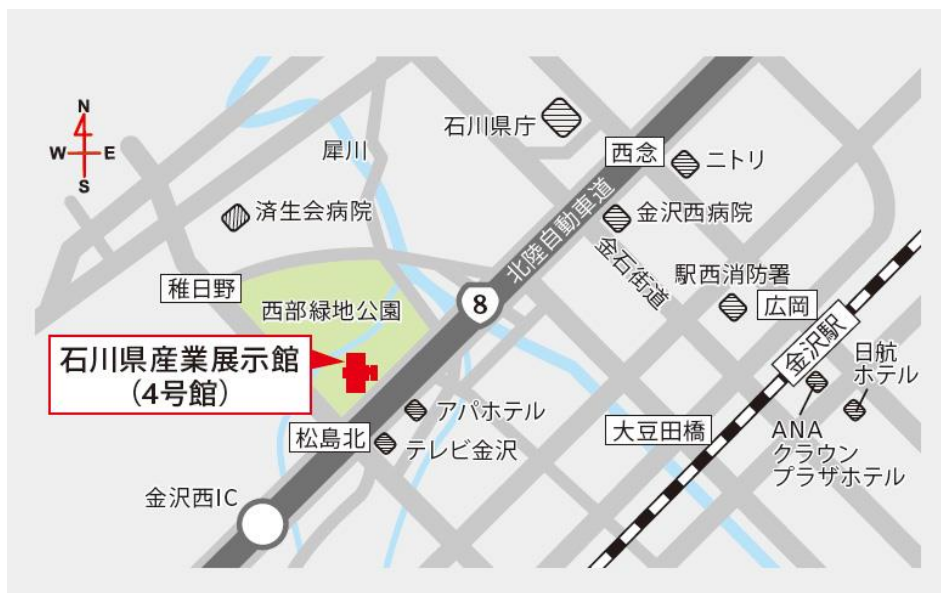 N
W
E
S
石川県庁
西念
ニトリ
犀川
済生会病院
北陸自動車道
金沢西病院
金石街道
駅西消防署
稚日野
西部緑地公園
8
広岡
金沢駅
石川県産業展示館
（4号館）
日航
ホテル
アパホテル
松島北
テレビ金沢
大豆田橋
ANA
クラウン
プラザホテル
金沢西IC